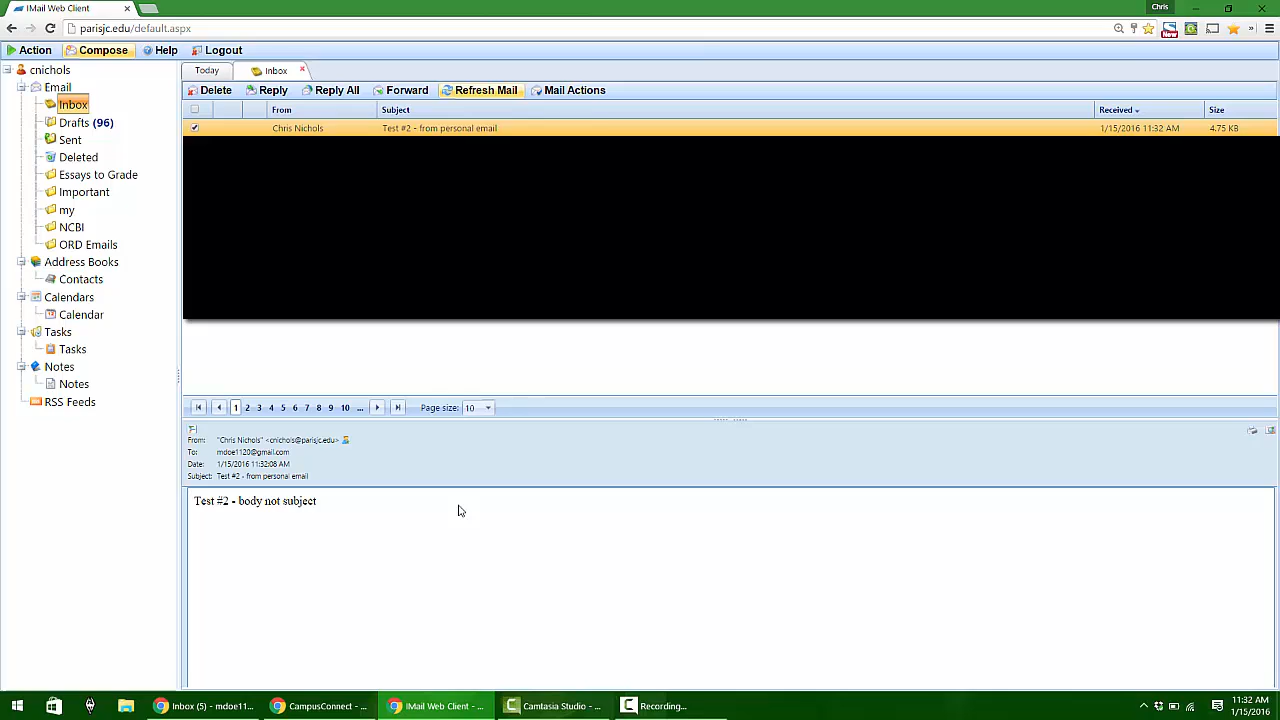 IMail Web Client
Chris
parisjc.edu/default.aspx
New
Action Compose Help Logout
cnichols
Email
Inbox
Drafts (96)
Sent
Deleted
Essays to Grade
Important
my
NCBI
ORD Emails
Address Books
Contacts
Calendars
Calendar
Tasks
Tasks
Notes
Notes
RSS Feeds
Today Inbox
Delete Reply Reply All Forward Refresh Mail Mail Actions
From Subject Received Size
Chris Nichols Test #2 - from personal email 1/15/2016 11:32 AM 4.75 KB
1 2 3 4 5 6 7 8 9 10 ... Page size: 10
From: "Chris Nichols" <cnichols@parisjc.edu>
To: mdoe1120@gmail.com
Date: 1/15/2016 11:32:08 AM
Subject: Test #2 - from personal email
Test #2 - body not subject
Inbox (5) - mdoe11... CampusConnect - ... IMail Web Client - ... Camtasia Studio - ... Recording...
11:32 AM
1/15/2016